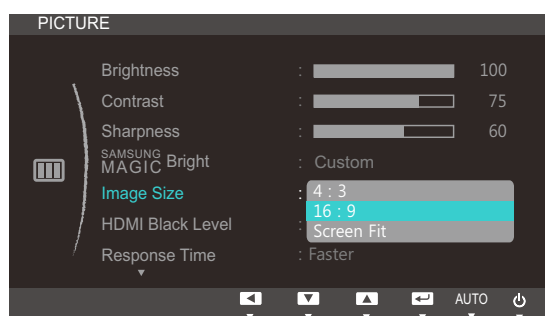 PICTURE
Brightness : 100
Contrast : 75
Sharpness : 60
SAMSUNG MAGIC Bright : Custom
Image Size : 4 : 3
16 : 9
HDMI Black Level :
Screen Fit
Response Time : Faster
AUTO